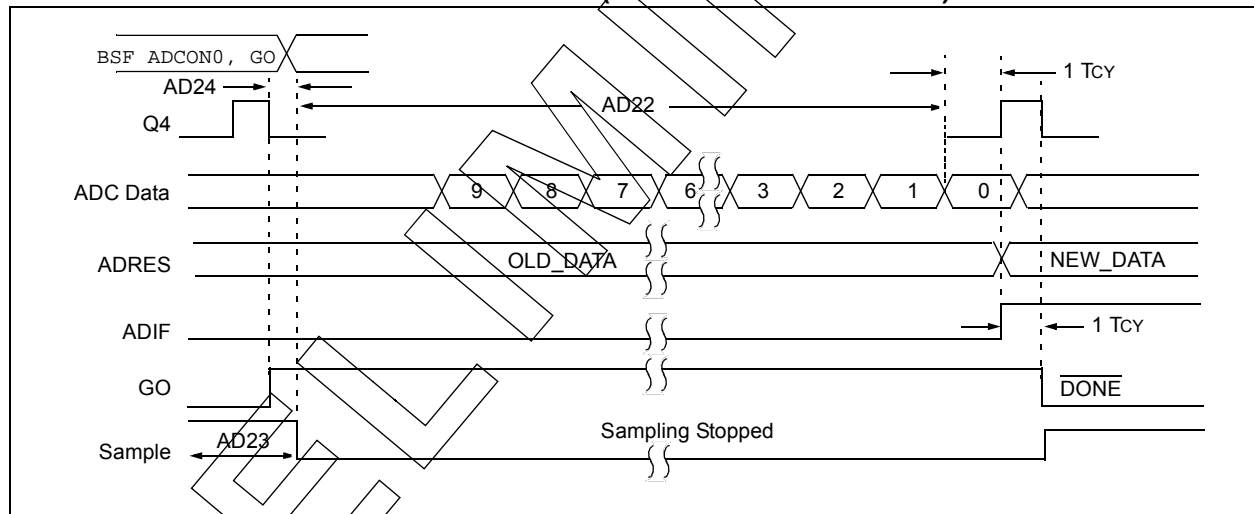 BSF ADCON0, GO
AD24
1 TCY
AD22
Q4
ADC Data
9 8 7 6 3 2 1 0
ADRES
OLD_DATA
NEW_DATA
ADIF
1 TCY
GO
DONE
AD23
Sampling Stopped
Sample